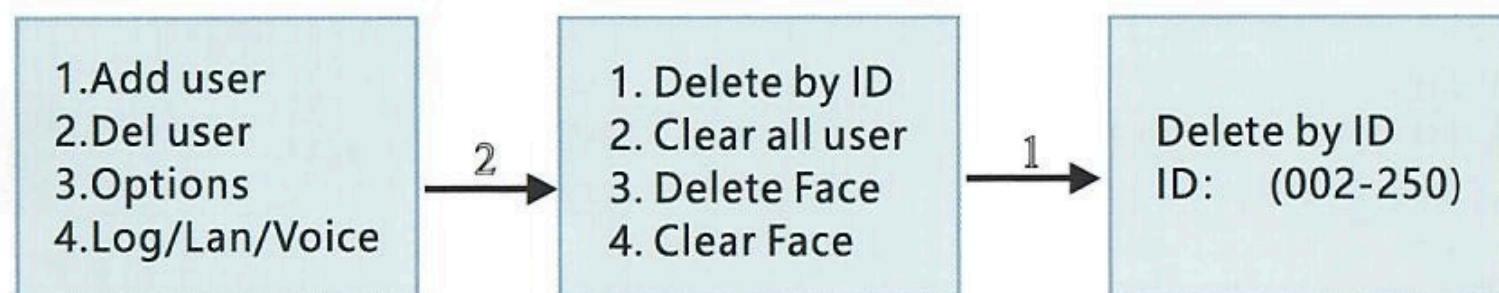 1.Add user
2.Del user
3.Options
4.Log/Lan/Voice
2
1. Delete by ID
2. Clear all user
3. Delete Face
4. Clear Face
1
Delete by ID
ID: (002-250)